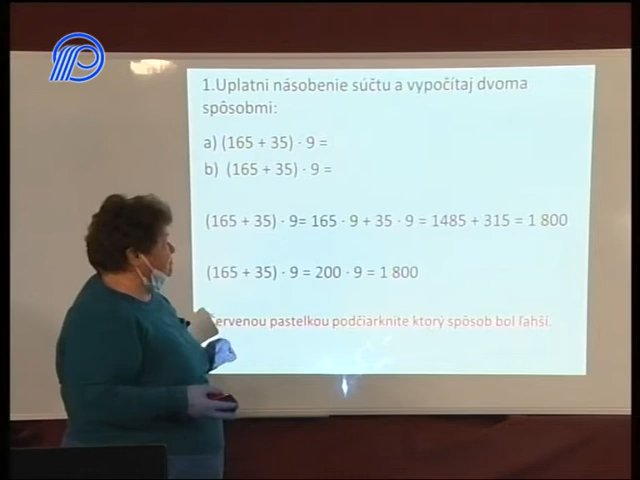 1.Uplatni násobenie súčtu a vypočítaj dvoma
spôsobmi:
a) (165 + 35) · 9 =
b) (165 + 35) · 9 =
(165 + 35) · 9= 165 · 9 + 35 · 9 = 1485 + 315 = 1 800
(165 + 35) · 9 = 200 · 9 = 1 800
ervenou pastelkou podčiarknite ktorý spôsob bol ľahší.